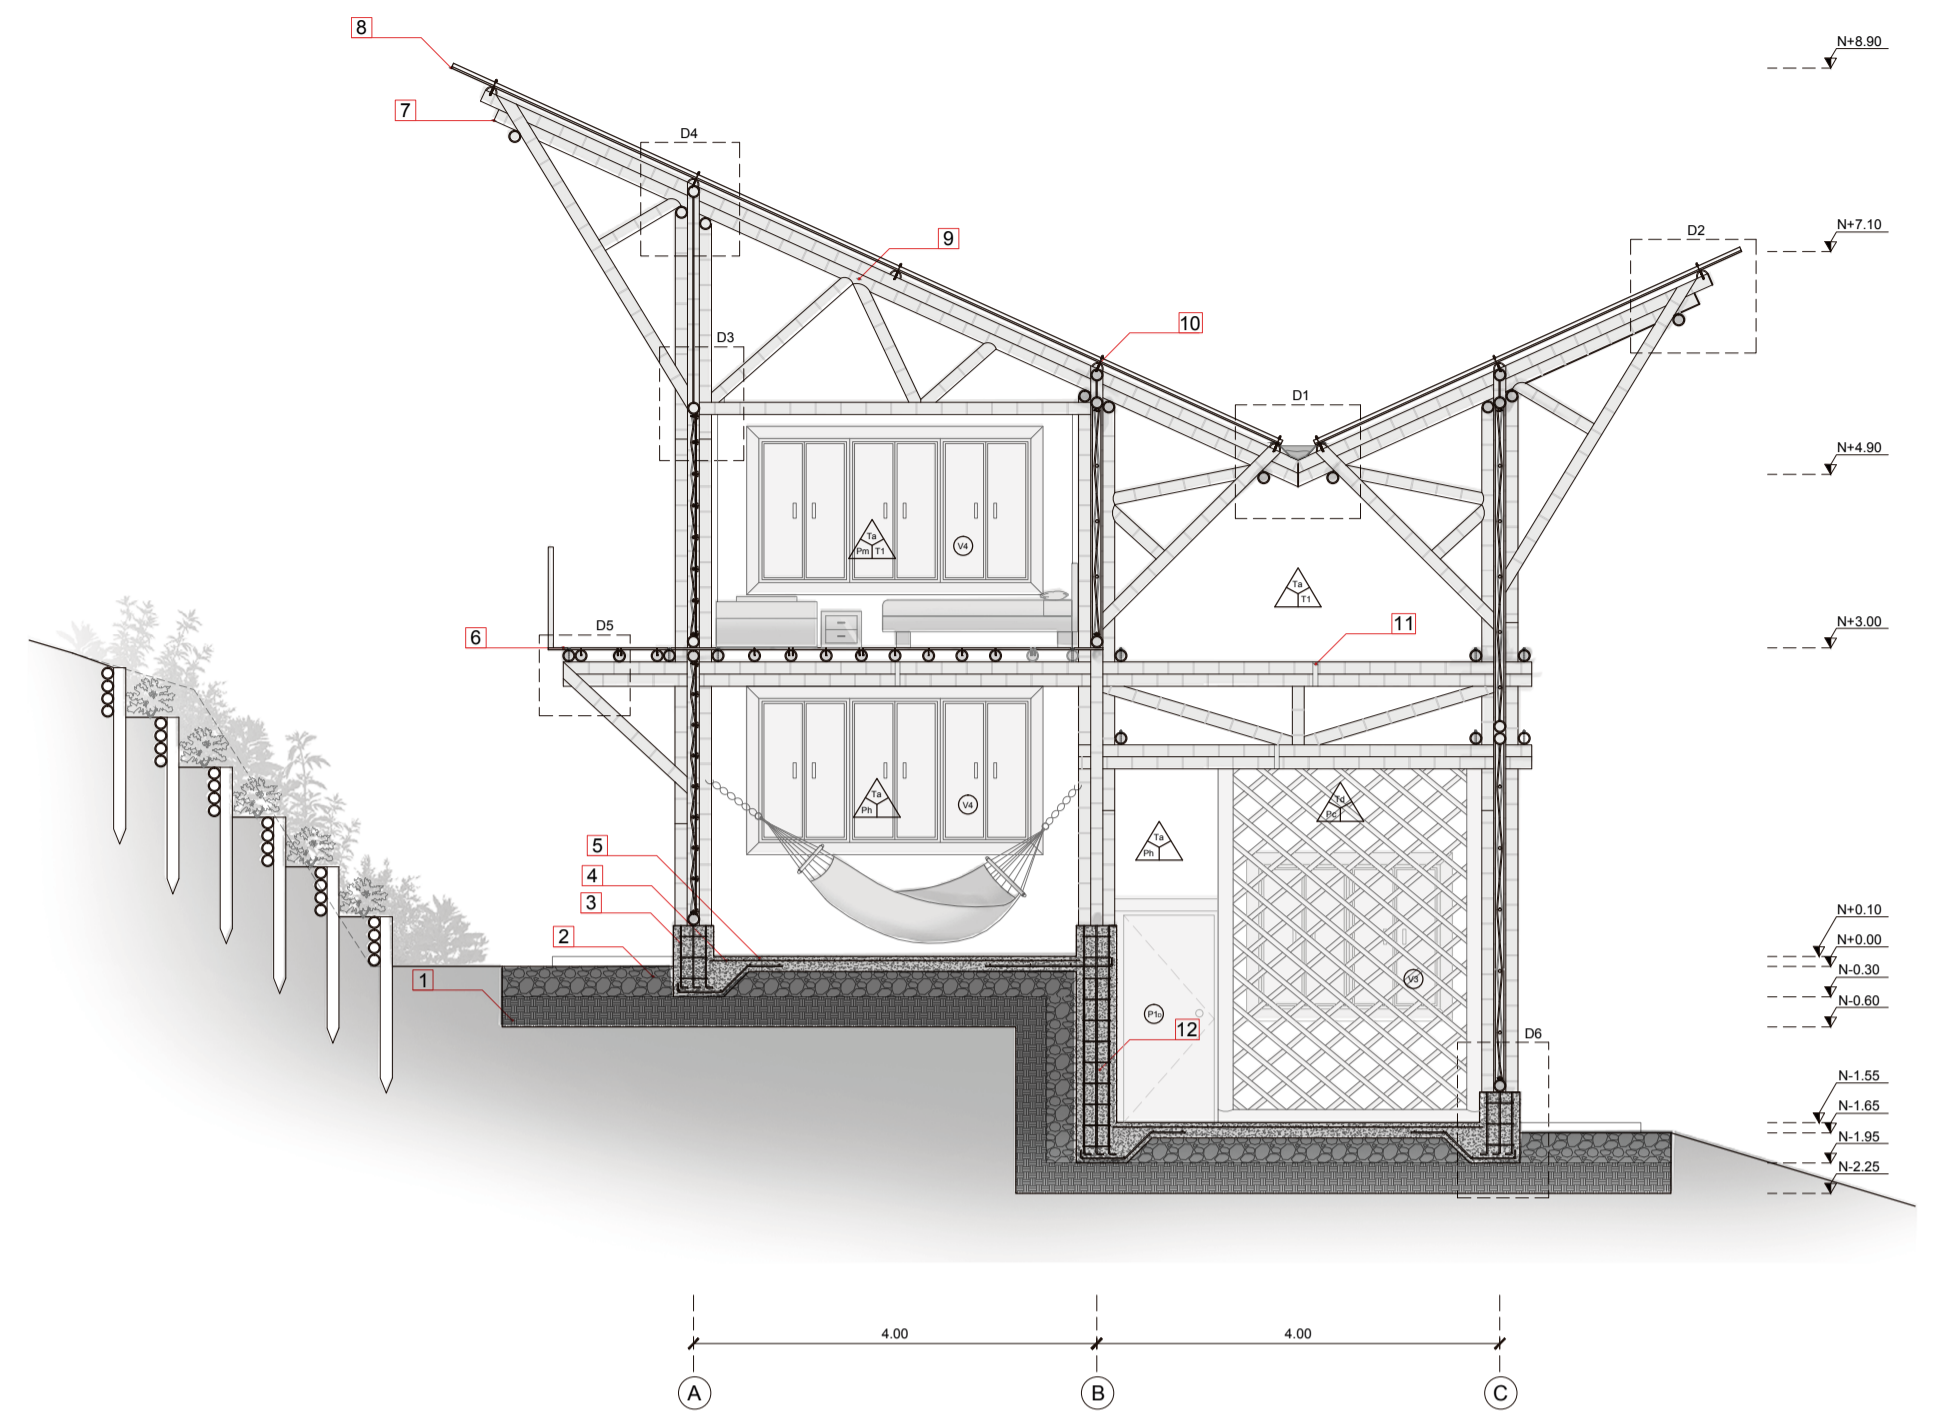 8
N+8.90
7
D4
N+7.10
D2
9
10
D3
D1
N+4.90
Ta
Pm
T1
V4
Ta
T1
11
N+3.00
6
D5
Ta
Ph
V4
Td
Pc
Ta
Ph
5
4
3
2
1
N+0.10
N+0.00
N-0.30
N-0.60
V3
P1D
12
D6
N-1.55
N-1.65
N-1.95
N-2.25
4.00
4.00
A
B
C